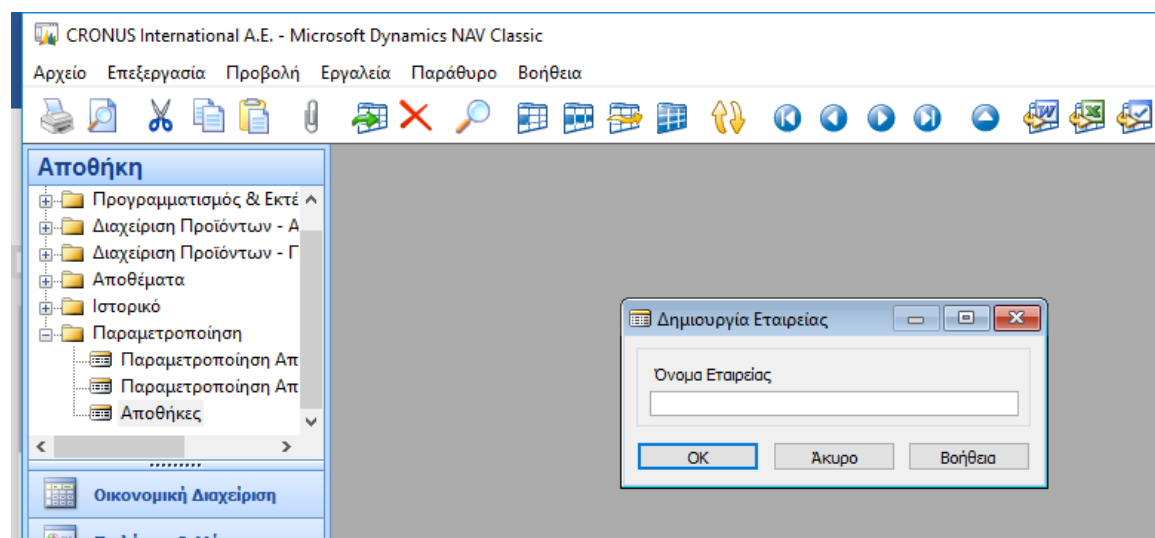 CRONUS International A.E. - Microsoft Dynamics NAV Classic
Αρχείο Επεξεργασία Προβολή Εργαλεία Παράθυρο Βοήθεια
Αποθήκη
Προγραμματισμός & Εκτέ
Διαχείριση Προϊόντων - Α
Διαχείριση Προϊόντων - Γ
Αποθέματα
Ιστορικό
Παραμετροποίηση
Παραμετροποίηση Απ
Παραμετροποίηση Απ
Αποθήκες
Οικονομική Διαχείριση
Δημιουργία Εταιρείας
Όνομα Εταιρείας
OK Άκυρο Βοήθεια